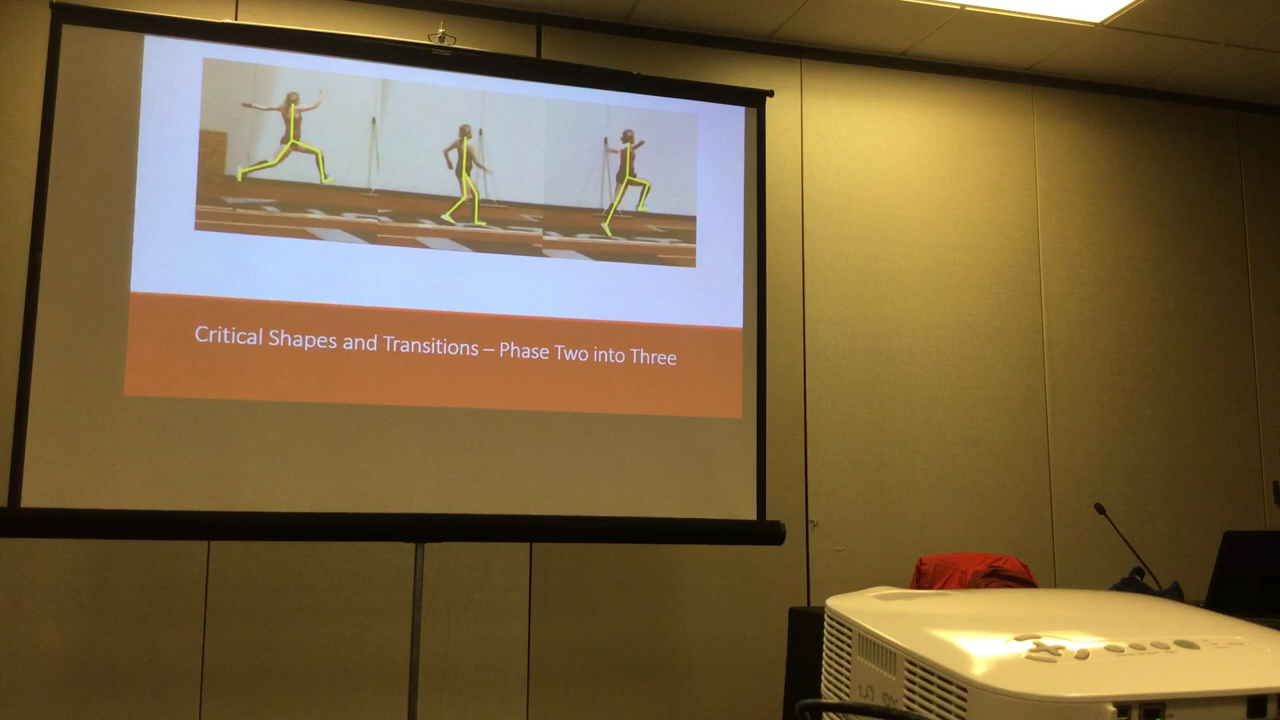 Critical Shapes and Transitions – Phase Two into Three